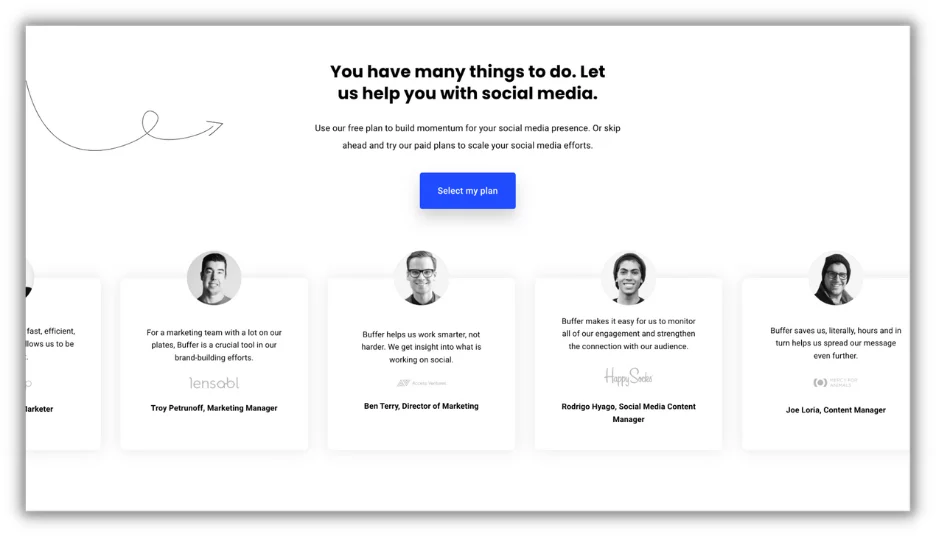 You have many things to do. Let
us help you with social media.
Use our free plan to build momentum for your social media presence. Or skip
ahead and try our paid plans to scale your social media efforts.
Select my plan
fast, efficient,
llows us to be
For a marketing team with a lot on our
plates, Buffer is a crucial tool in our
brand-building efforts.
lensabl
Troy Petrunoff, Marketing Manager
Buffer helps us work smarter, not
harder. We get insight into what is
working on social.
Ben Terry, Director of Marketing
Buffer makes it easy for us to monitor
all of our engagement and strengthen
the connection with our audience.
Happy Socks
Rodrigo Hyago, Social Media Content
Manager
Buffer saves us, literally, hours and in
turn helps us spread our message
even further.
MERCY FOR
ANIMALS
Joe Loria, Content Manager